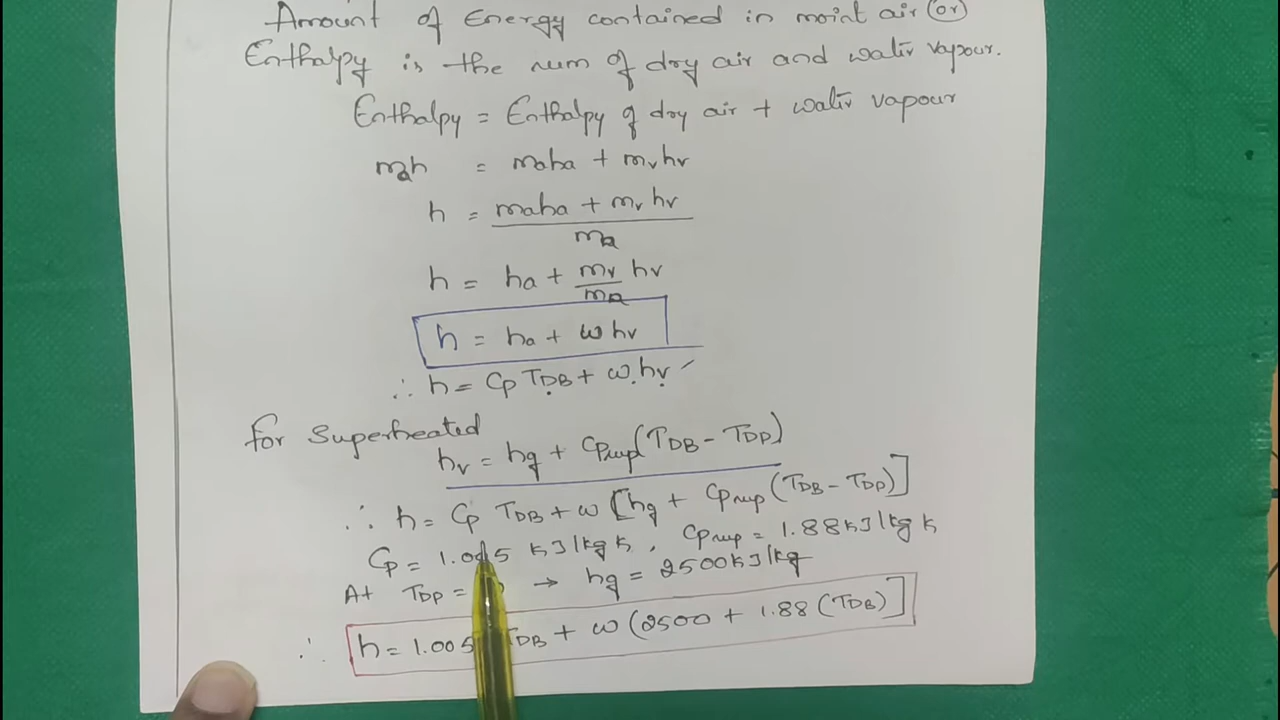 Amount of Energy contained in moist air (or)
Enthalpy is the sum of dry air and water vapour.
Enthalpy = Enthalpy of dry air + water vapour
mah = maha + mvhv
h = maha + mvhv / ma
h = ha + mv/ma hv
h = ha + ω hv
∴ h = Cp TDB + ω hv
for Superheated
hv = hg + Cpsup(TDB - TDP)
∴ h = Cp TDB + ω [hg + Cpsup (TDB - TDP)]
Cp = 1.005 kJ/kg k, Cpsup = 1.88 kJ/kg k
At TDP = → hg = 2500 kJ/kg
∴ h = 1.005 TDB + ω (2500 + 1.88 (TDB)]